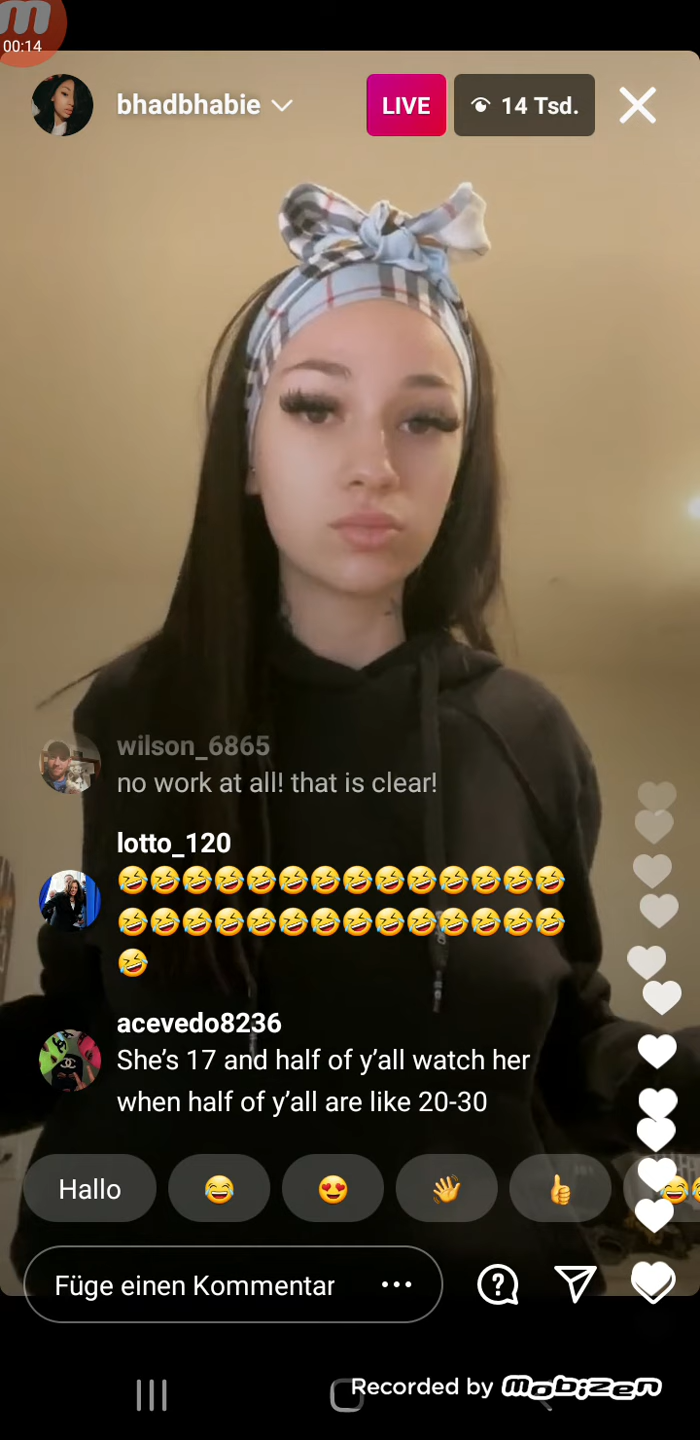 00:14
bhadbhabie
LIVE
14 Tsd.
wilson_6865
no work at all! that is clear!
lotto_120
🤣🤣🤣🤣🤣🤣🤣🤣🤣🤣🤣🤣🤣🤣
🤣🤣🤣🤣🤣🤣🤣🤣🤣🤣🤣🤣🤣🤣
🤣
acevedo8236
She’s 17 and half of y’all watch her
when half of y’all are like 20-30
Hallo 😂 😍 👋 👍 😂
Füge einen Kommentar
Recorded by mobizen